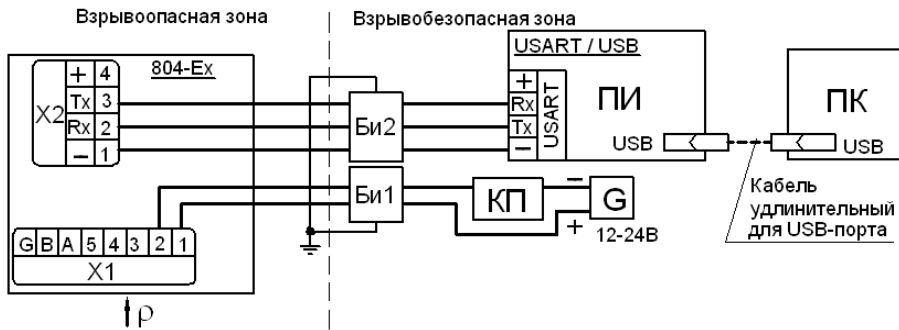 Взрывоопасная зона
Взрывобезопасная зона
804-Ex
X2
+ 4
Tx 3
Rx 2
− 1
Би2
USART / USB
+
Rx
Tx
−
USART
ПИ
USB
ПК
USB
Би1
КП
−
+
G
12-24В
Кабель
удлинительный
для USB-порта
G B A 5 4 3 2 1
X1
ρ